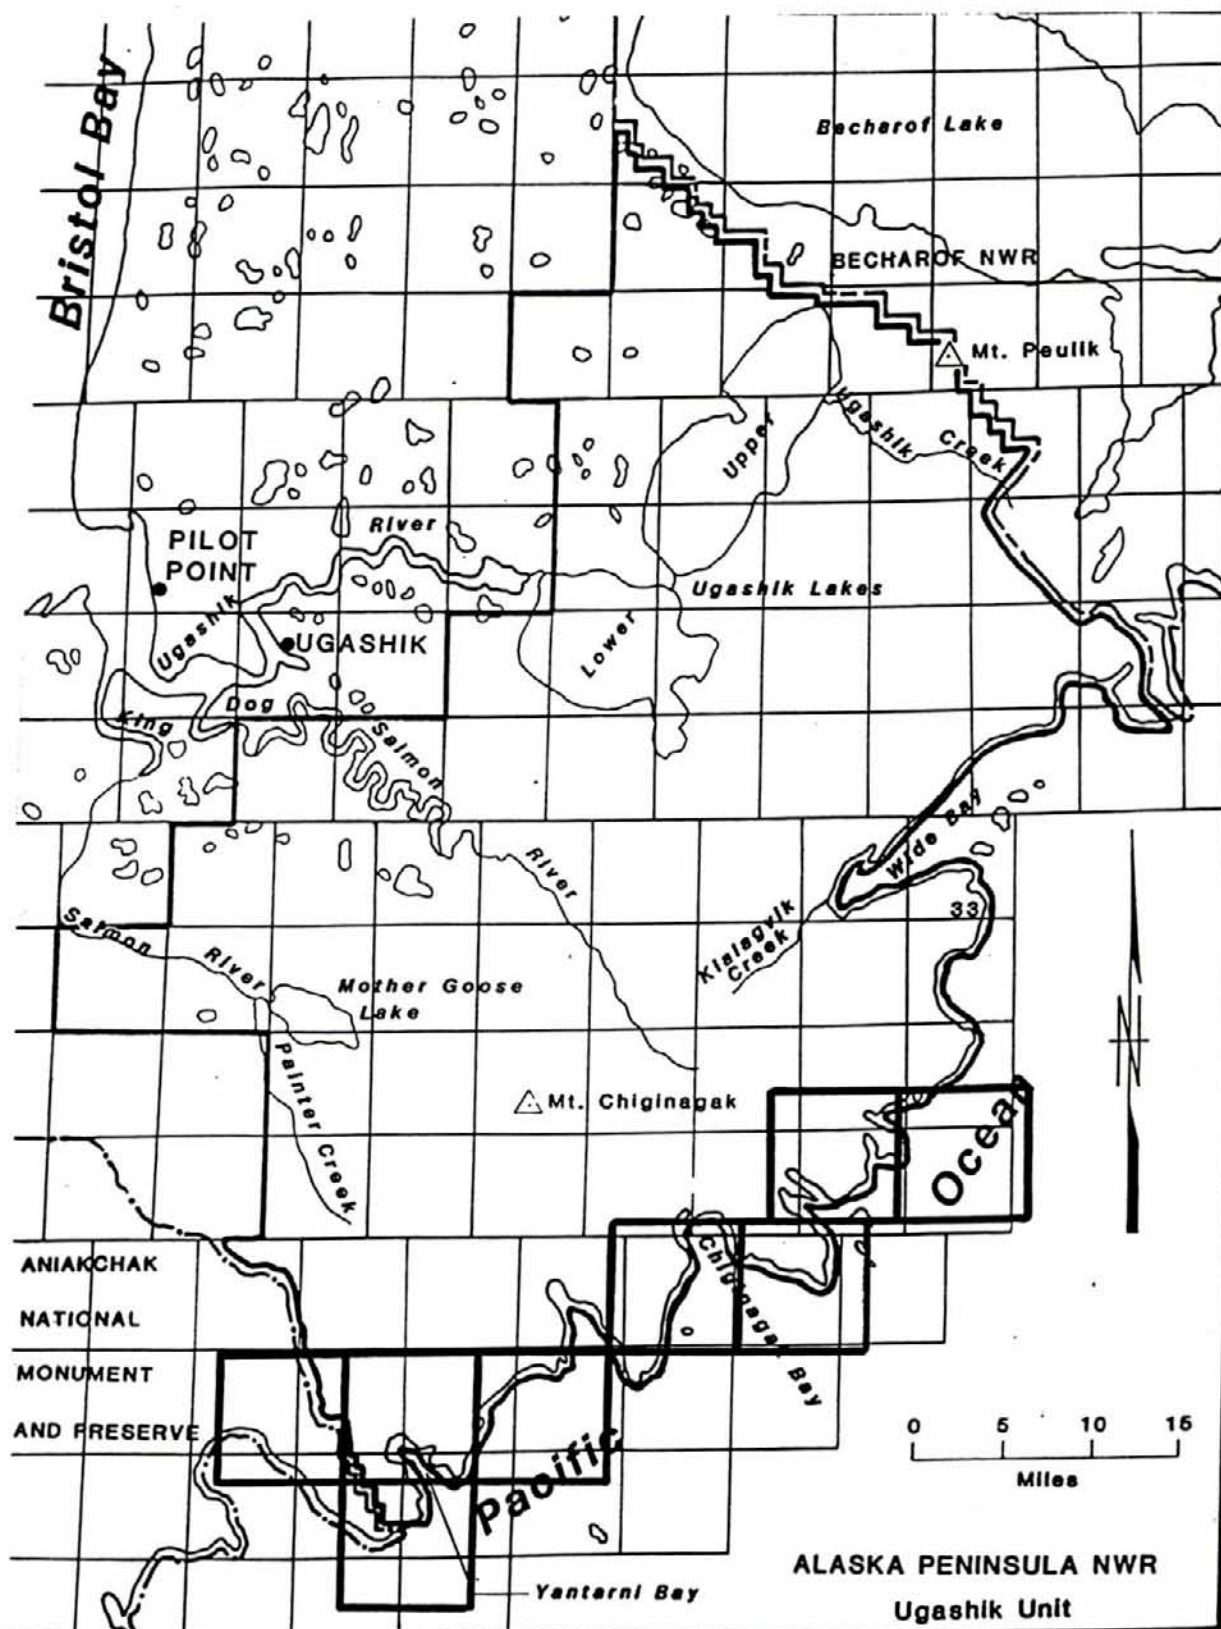 Bristol Bay
Becharof Lake
BECHAROF NWR
Mt. Peulik
Ugashik
Creek
Upper
River
PILOT
POINT
Ugashik Lakes
Ugashik
UGASHIK
Lower
King
Dog
Salmon
River
Wide Bay
33
Salmon
River
Kialagvik
Creek
Mother Goose
Lake
Painter Creek
Mt. Chiginagak
N
Ocean
Chiginagak Bay
ANIAKCHAK
NATIONAL
MONUMENT
AND PRESERVE
Pacific
0 5 10 15
Miles
Yantarni Bay
ALASKA PENINSULA NWR
Ugashik Unit